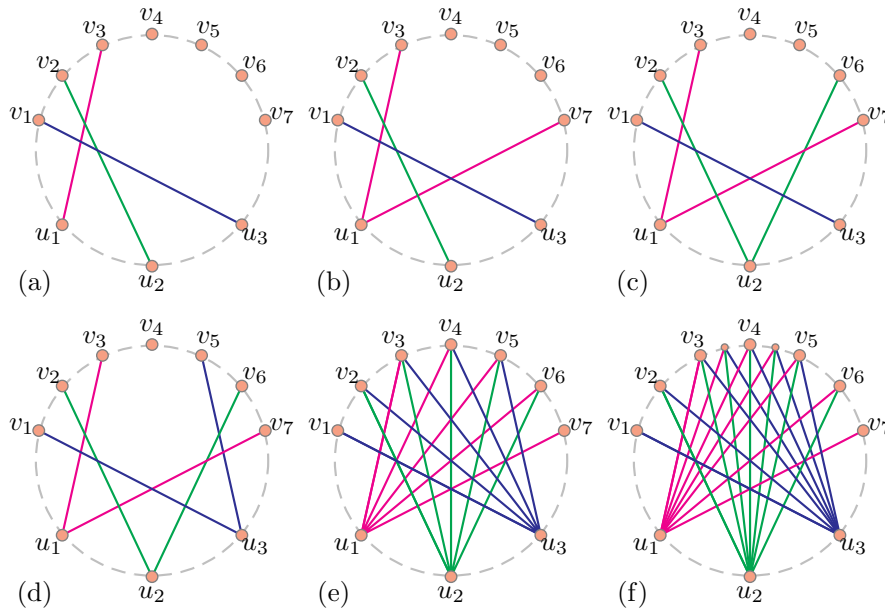 v4 v4 v4
v3 v5 v3 v5 v3 v5
v2 v6 v2 v6 v2 v6
v1 v7 v1 v7 v1 v7
u1 u3 u1 u3 u1 u3
(a) u2 (b) u2 (c) u2
v4 v4 v4
v3 v5 v3 v5 v3 v5
v2 v6 v2 v6 v2 v6
v1 v7 v1 v7 v1 v7
u1 u3 u1 u3 u1 u3
(d) u2 (e) u2 (f) u2